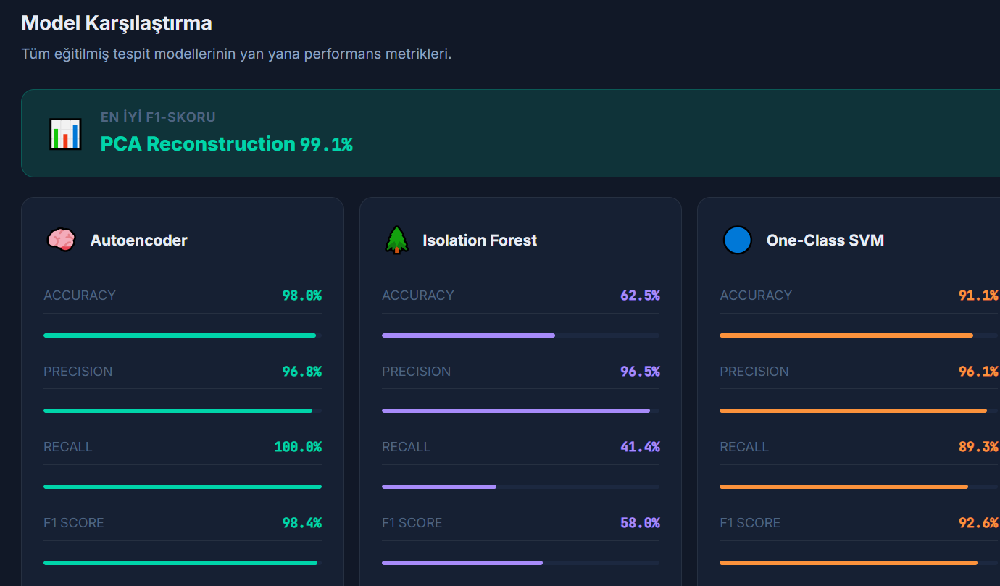 Model Karşılaştırma
Tüm eğitilmiş tespit modellerinin yan yana performans metrikleri.
EN İYİ F1-SKORU
PCA Reconstruction 99.1%
Autoencoder
ACCURACY 98.0%
PRECISION 96.8%
RECALL 100.0%
F1 SCORE 98.4%
Isolation Forest
ACCURACY 62.5%
PRECISION 96.5%
RECALL 41.4%
F1 SCORE 58.0%
One-Class SVM
ACCURACY 91.1%
PRECISION 96.1%
RECALL 89.3%
F1 SCORE 92.6%